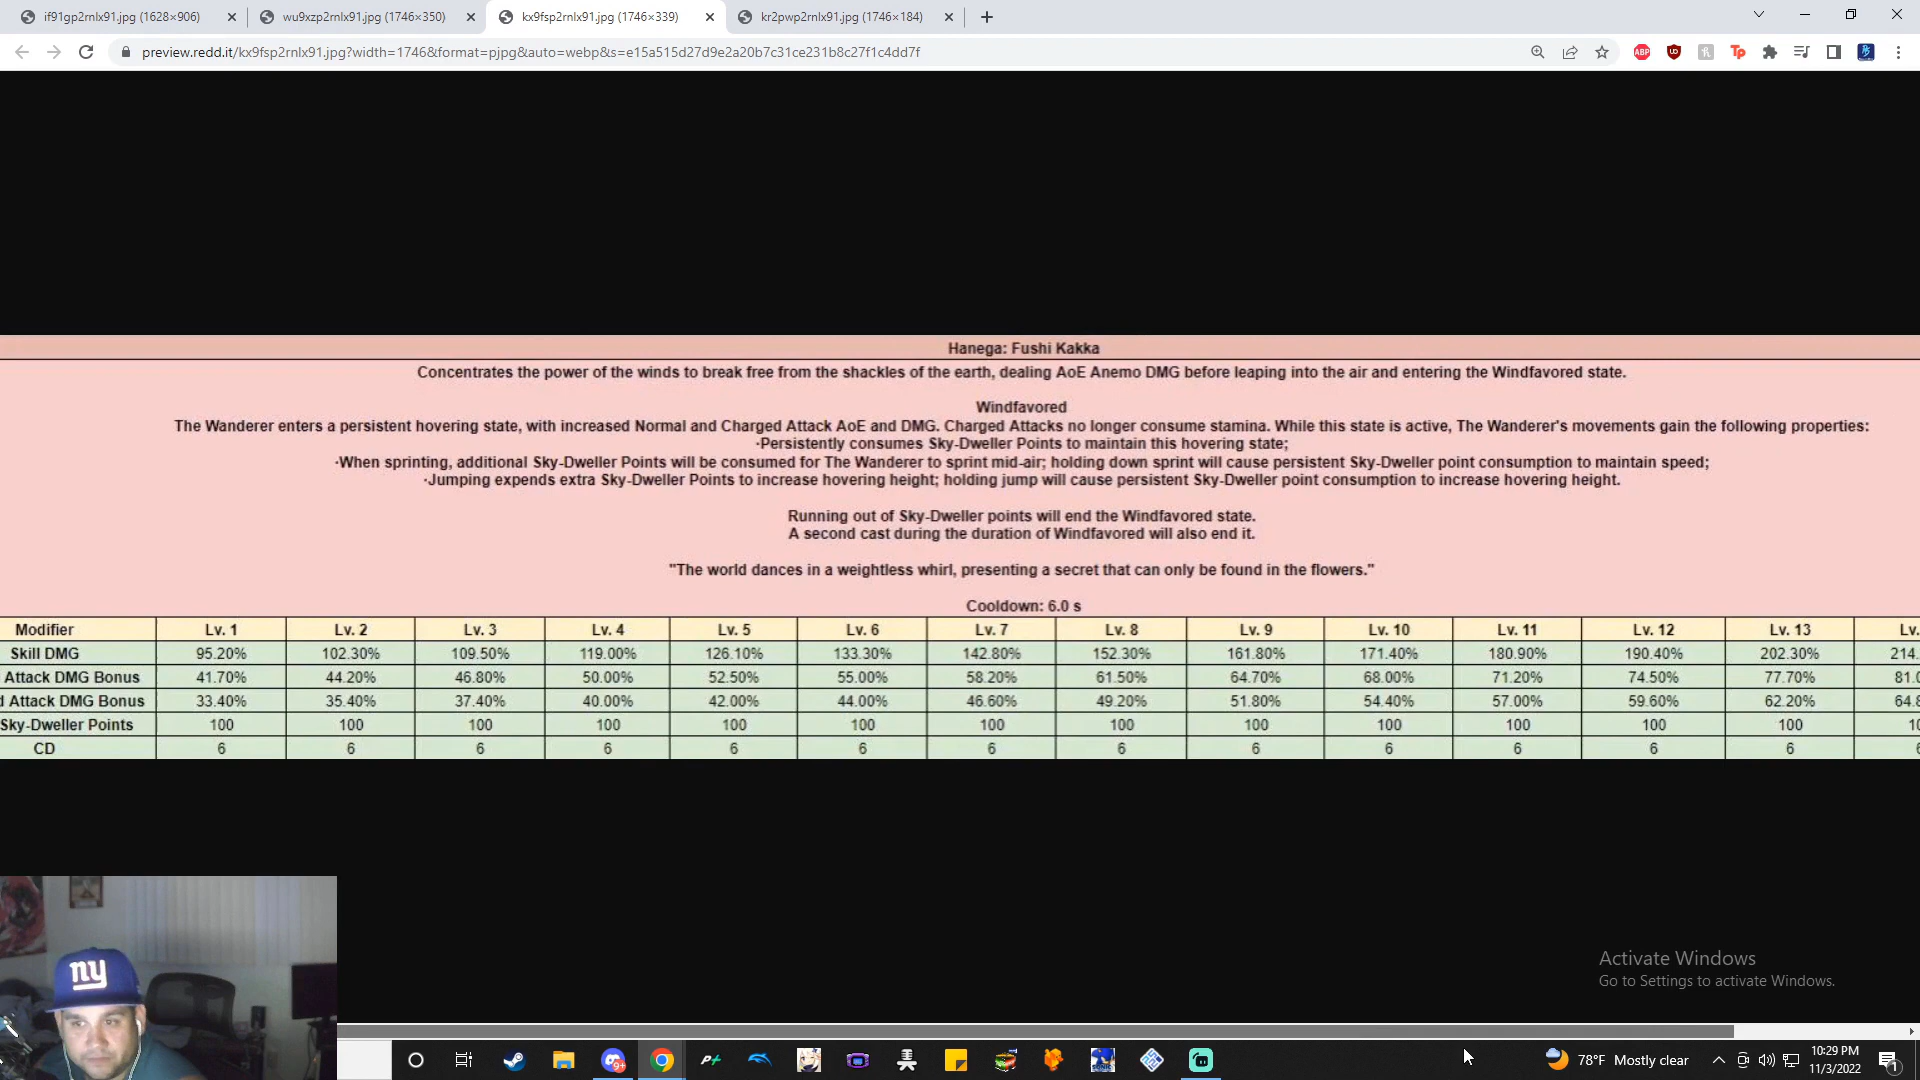 if91gp2rnlx91.jpg (1628×906)
wu9xzp2rnlx91.jpg (1746×350)
kx9fsp2rnlx91.jpg (1746×339)
kr2pwp2rnlx91.jpg (1746×184)
preview.redd.it/kx9fsp2rnlx91.jpg?width=1746&format=pjpg&auto=webp&s=e15a515d27d9e2a20b7c31ce231b8c27f1c4dd7f
ABP
Hanega: Fushi Kakka
Concentrates the power of the winds to break free from the shackles of the earth, dealing AoE Anemo DMG before leaping into the air and entering the Windfavored state.
Windfavored
The Wanderer enters a persistent hovering state, with increased Normal and Charged Attack AoE and DMG. Charged Attacks no longer consume stamina. While this state is active, The Wanderer's movements gain the following properties:
·Persistently consumes Sky-Dweller Points to maintain this hovering state;
·When sprinting, additional Sky-Dweller Points will be consumed for The Wanderer to sprint mid-air; holding down sprint will cause persistent Sky-Dweller point consumption to maintain speed;
·Jumping expends extra Sky-Dweller Points to increase hovering height; holding jump will cause persistent Sky-Dweller point consumption to increase hovering height.
Running out of Sky-Dweller points will end the Windfavored state.
A second cast during the duration of Windfavored will also end it.
"The world dances in a weightless whirl, presenting a secret that can only be found in the flowers."
Cooldown: 6.0 s
Modifier Lv. 1 Lv. 2 Lv. 3 Lv. 4 Lv. 5 Lv. 6 Lv. 7 Lv. 8 Lv. 9 Lv. 10 Lv. 11 Lv. 12 Lv. 13 Lv.
Skill DMG 95.20% 102.30% 109.50% 119.00% 126.10% 133.30% 142.80% 152.30% 161.80% 171.40% 180.90% 190.40% 202.30% 214.
Attack DMG Bonus 41.70% 44.20% 46.80% 50.00% 52.50% 55.00% 58.20% 61.50% 64.70% 68.00% 71.20% 74.50% 77.70% 81.0
d Attack DMG Bonus 33.40% 35.40% 37.40% 40.00% 42.00% 44.00% 46.60% 49.20% 51.80% 54.40% 57.00% 59.60% 62.20% 64.8
Sky-Dweller Points 100 100 100 100 100 100 100 100 100 100 100 100 100 10
CD 6 6 6 6 6 6 6 6 6 6 6 6 6 6
ny
Activate Windows
Go to Settings to activate Windows.
9+
78°F Mostly clear
10:29 PM
11/3/2022
1